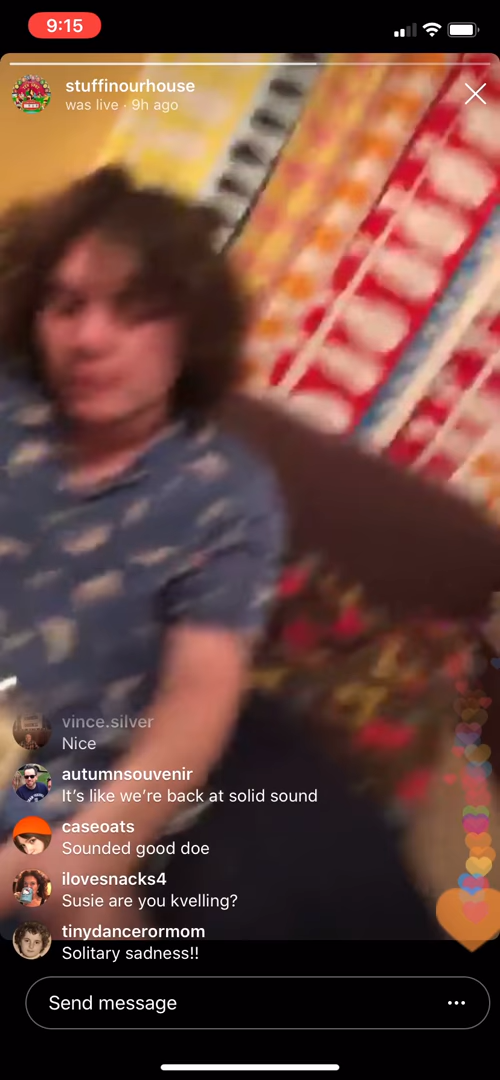 9:15
stuffinourhouse
was live · 9h ago
vince.silver
Nice
autumnsouvenir
It's like we're back at solid sound
caseoats
Sounded good doe
ilovesnacks4
Susie are you kvelling?
tinydancerormom
Solitary sadness!!
Send message